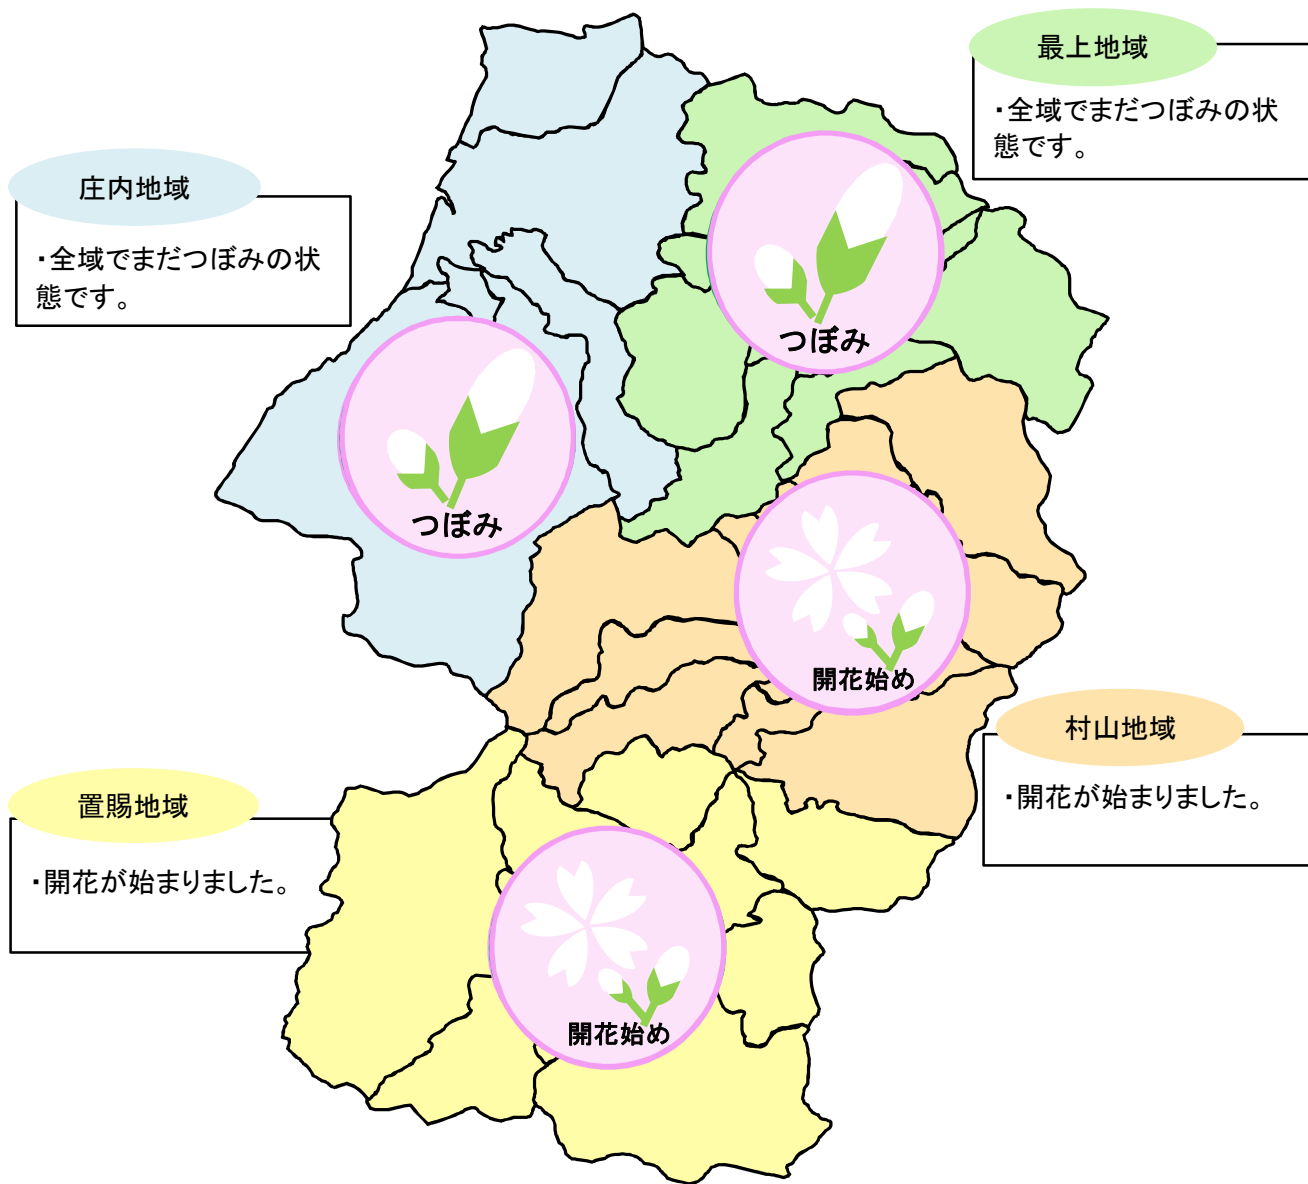 最上地域
・全域でまだつぼみの状
態です。
庄内地域
・全域でまだつぼみの状
態です。
つぼみ
つぼみ
開花始め
村山地域
・開花が始まりました。
置賜地域
・開花が始まりました。
開花始め